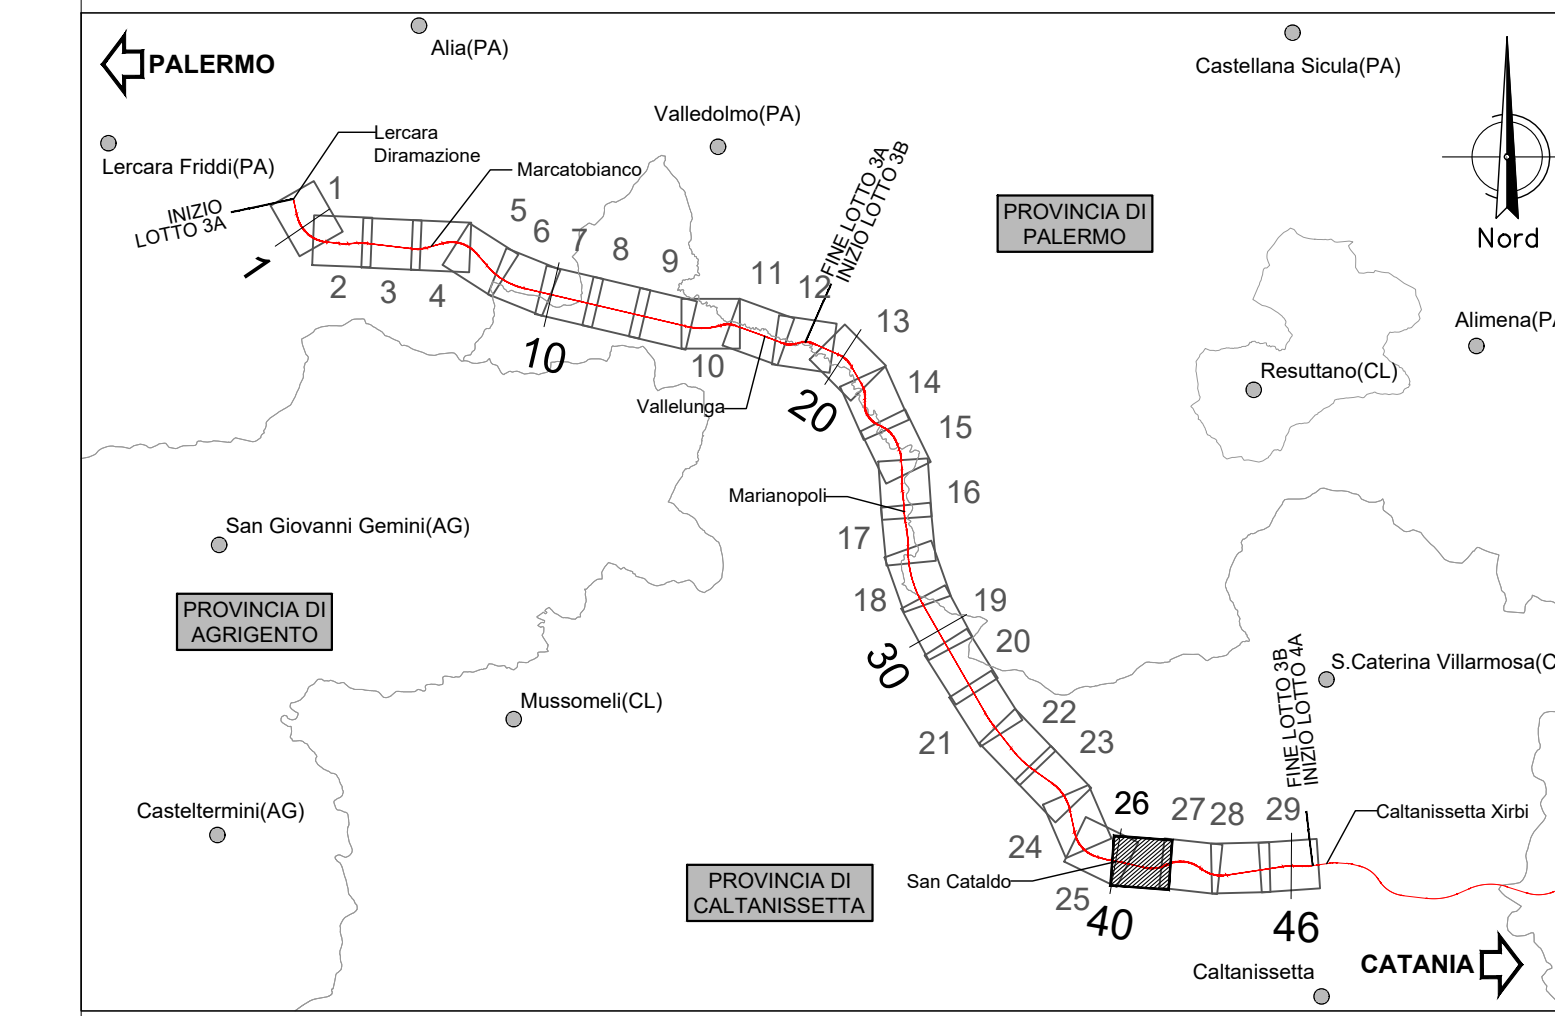 Alia(PA)
PALERMO
Castellana Sicula(PA)
Valledolmo(PA)
Lercara
Diramazione
Lercara Friddi(PA)
Marcatobianco
FINE LOTTO 3A
INIZIO LOTTO 3B
INIZIO
LOTTO 3A
1
PROVINCIA DI
PALERMO
Nord
5
6
7
8
9
11
12
1
2
3
4
13
Alimena(PA
10
10
14
Resuttano(CL)
Vallelunga
20
15
Marianopoli
16
San Giovanni Gemini(AG)
17
PROVINCIA DI
AGRIGENTO
18
19
20
30
FINE LOTTO 3B
INIZIO LOTTO 4A
S.Caterina Villarmosa(C
Mussomeli(CL)
22
21
23
Casteltermini(AG)
26
27
28
29
Caltanissetta Xirbi
24
PROVINCIA DI
CALTANISSETTA
San Cataldo
25
40
46
CATANIA
Caltanissetta